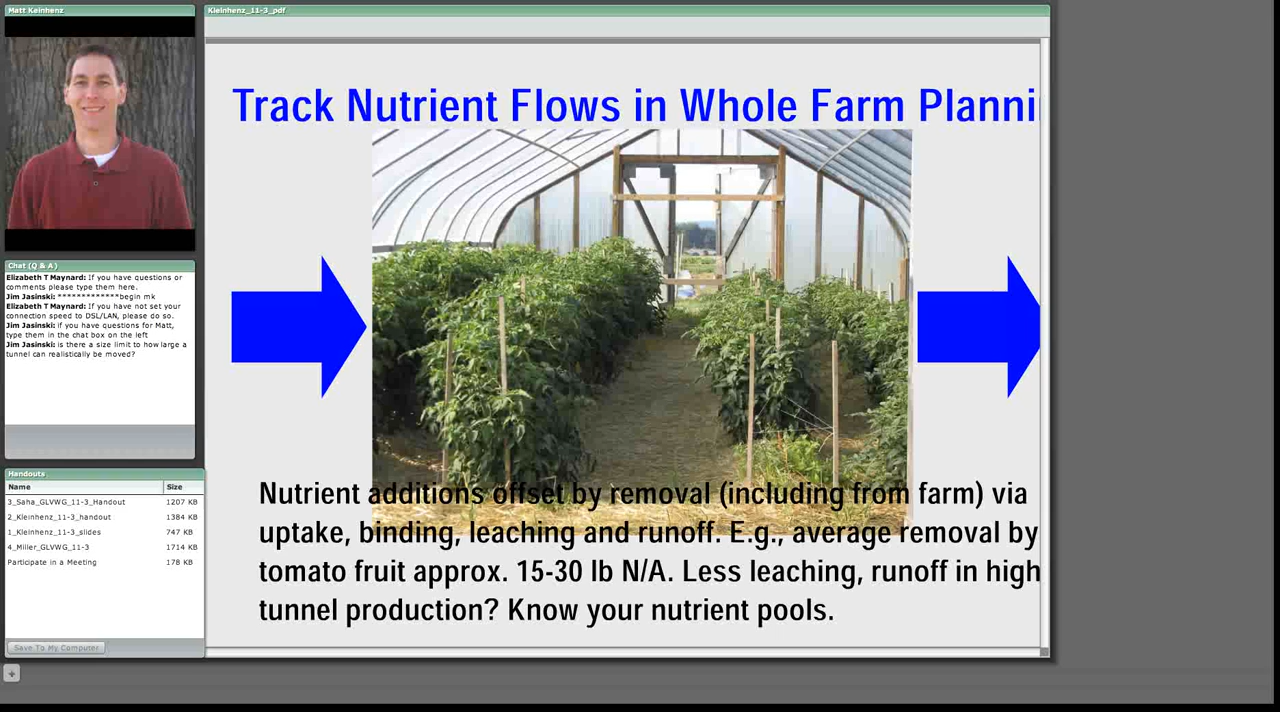 Matt Keinhenz
Kleinhenz_11-3_pdf
Track Nutrient Flows in Whole Farm Planni
Nutrient additions offset by removal (including from farm) via
uptake, binding, leaching and runoff. E.g., average removal by
tomato fruit approx. 15-30 lb N/A. Less leaching, runoff in high
tunnel production? Know your nutrient pools.
Chat (Q & A)
Elizabeth T Maynard: If you have questions or
comments please type them here.
Jim Jasinski: *************begin mk
Elizabeth T Maynard: If you have not set your
connection speed to DSL/LAN, please do so.
Jim Jasinski: if you have questions for Matt,
type them in the chat box on the left
Jim Jasinski: is there a size limit to how large a
tunnel can realistically be moved?
Handouts
Name Size
3_Saha_GLVWG_11-3_Handout 1207 KB
2_Kleinhenz_11-3_handout 1384 KB
1_Kleinhenz_11-3_slides 747 KB
4_Miller_GLVWG_11-3 1714 KB
Participate in a Meeting 178 KB
Save To My Computer